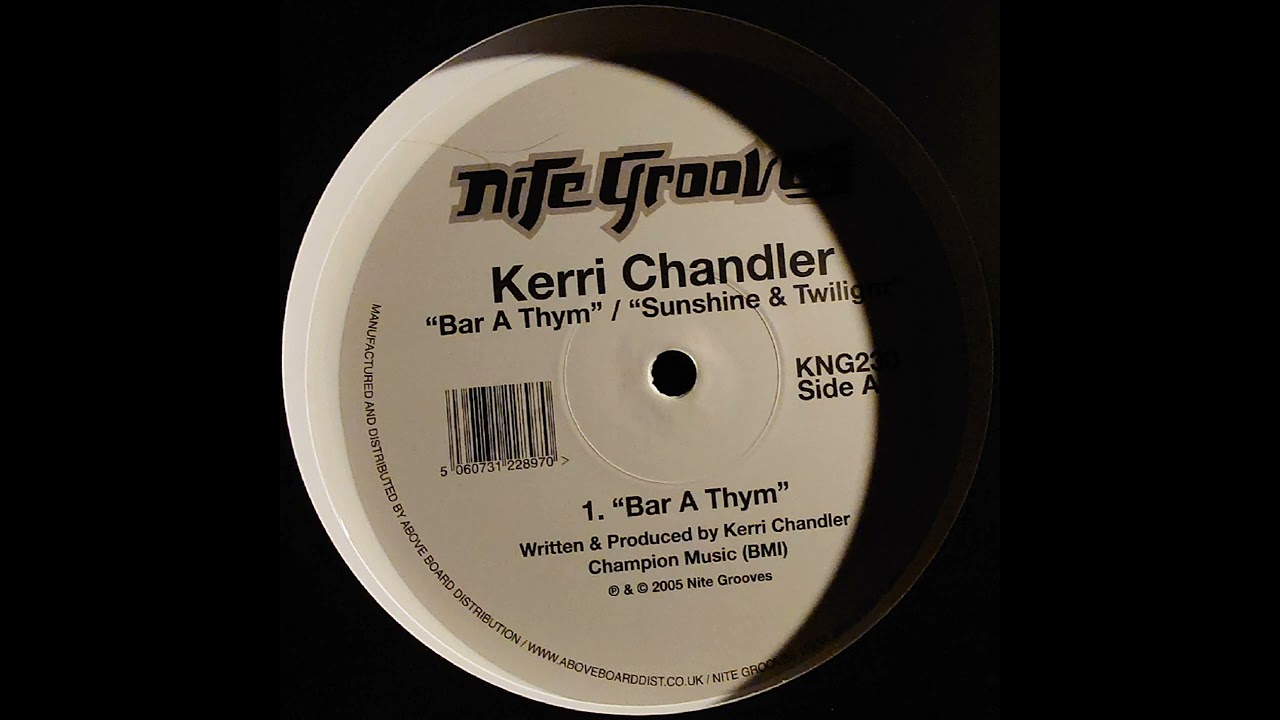 NITE GROOVES
Kerri Chandler
“Bar A Thym” / “Sunshine & Twilight”
KNG230
Side A
5 060731 228970 >
1. “Bar A Thym”
Written & Produced by Kerri Chandler
Champion Music (BMI)
℗ & © 2005 Nite Grooves
MANUFACTURED AND DISTRIBUTED BY ABOVE BOARD DISTRIBUTION / WWW.ABOVEBOARDDIST.CO.UK / NITE GROOVES